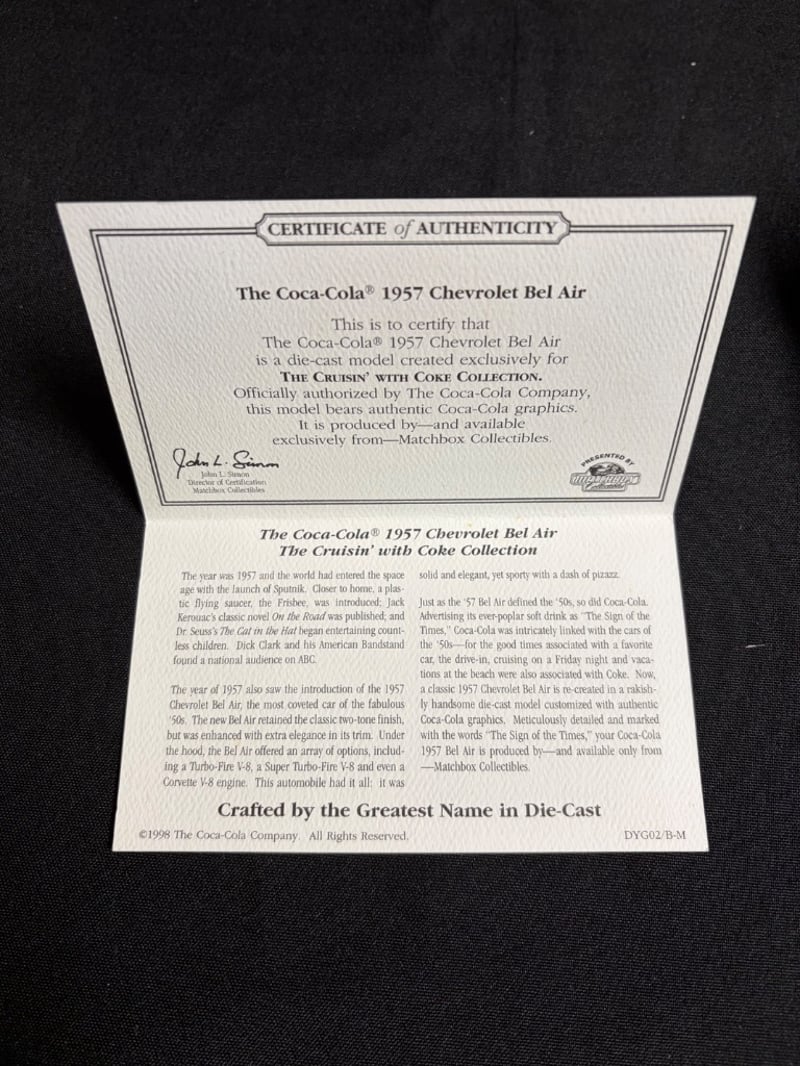 CERTIFICATE of AUTHENTICITY
The Coca-Cola® 1957 Chevrolet Bel Air
This is to certify that
The Coca-Cola® 1957 Chevrolet Bel Air
is a die-cast model created exclusively for
THE CRUISIN' WITH COKE COLLECTION.
Officially authorized by The Coca-Cola Company,
this model bears authentic Coca-Cola graphics.
It is produced by—and available
exclusively from—Matchbox Collectibles.
John L. Simon
John L. Simon
Director of Certification
Matchbox Collectibles
PRESENTED BY
MATCHBOX
Collectibles
The Coca-Cola® 1957 Chevrolet Bel Air
The Cruisin' with Coke Collection
The year was 1957 and the world had entered the space
age with the launch of Sputnik. Closer to home, a plas-
tic flying saucer, the Frisbee, was introduced; Jack
Kerouac's classic novel On the Road was published; and
Dr. Seuss's The Cat in the Hat began entertaining count-
less children. Dick Clark and his American Bandstand
found a national audience on ABC.
The year of 1957 also saw the introduction of the 1957
Chevrolet Bel Air, the most coveted car of the fabulous
'50s. The new Bel Air retained the classic two-tone finish,
but was enhanced with extra elegance in its trim. Under
the hood, the Bel Air offered an array of options, includ-
ing a Turbo-Fire V-8, a Super Turbo-Fire V-8 and even a
Corvette V-8 engine. This automobile had it all: it was
solid and elegant, yet sporty with a dash of pizazz.
Just as the '57 Bel Air defined the '50s, so did Coca-Cola.
Advertising its ever-poplar soft drink as "The Sign of the
Times," Coca-Cola was intricately linked with the cars of
the '50s—for the good times associated with a favorite
car, the drive-in, cruising on a Friday night and vaca-
tions at the beach were also associated with Coke. Now,
a classic 1957 Chevrolet Bel Air is re-created in a rakish-
ly handsome die-cast model customized with authentic
Coca-Cola graphics. Meticulously detailed and marked
with the words "The Sign of the Times," your Coca-Cola
1957 Bel Air is produced by—and available only from
—Matchbox Collectibles.
Crafted by the Greatest Name in Die-Cast
©1998 The Coca-Cola Company. All Rights Reserved.
DYG02/B-M